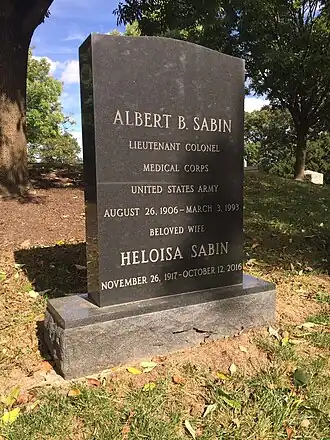 ALBERT B. SABIN
LIEUTENANT COLONEL
MEDICAL CORPS
UNITED STATES ARMY
AUGUST 26, 1906 — MARCH 3, 1993
BELOVED WIFE
HELOISA SABIN
NOVEMBER 26, 1917-OCTOBER 12, 2016